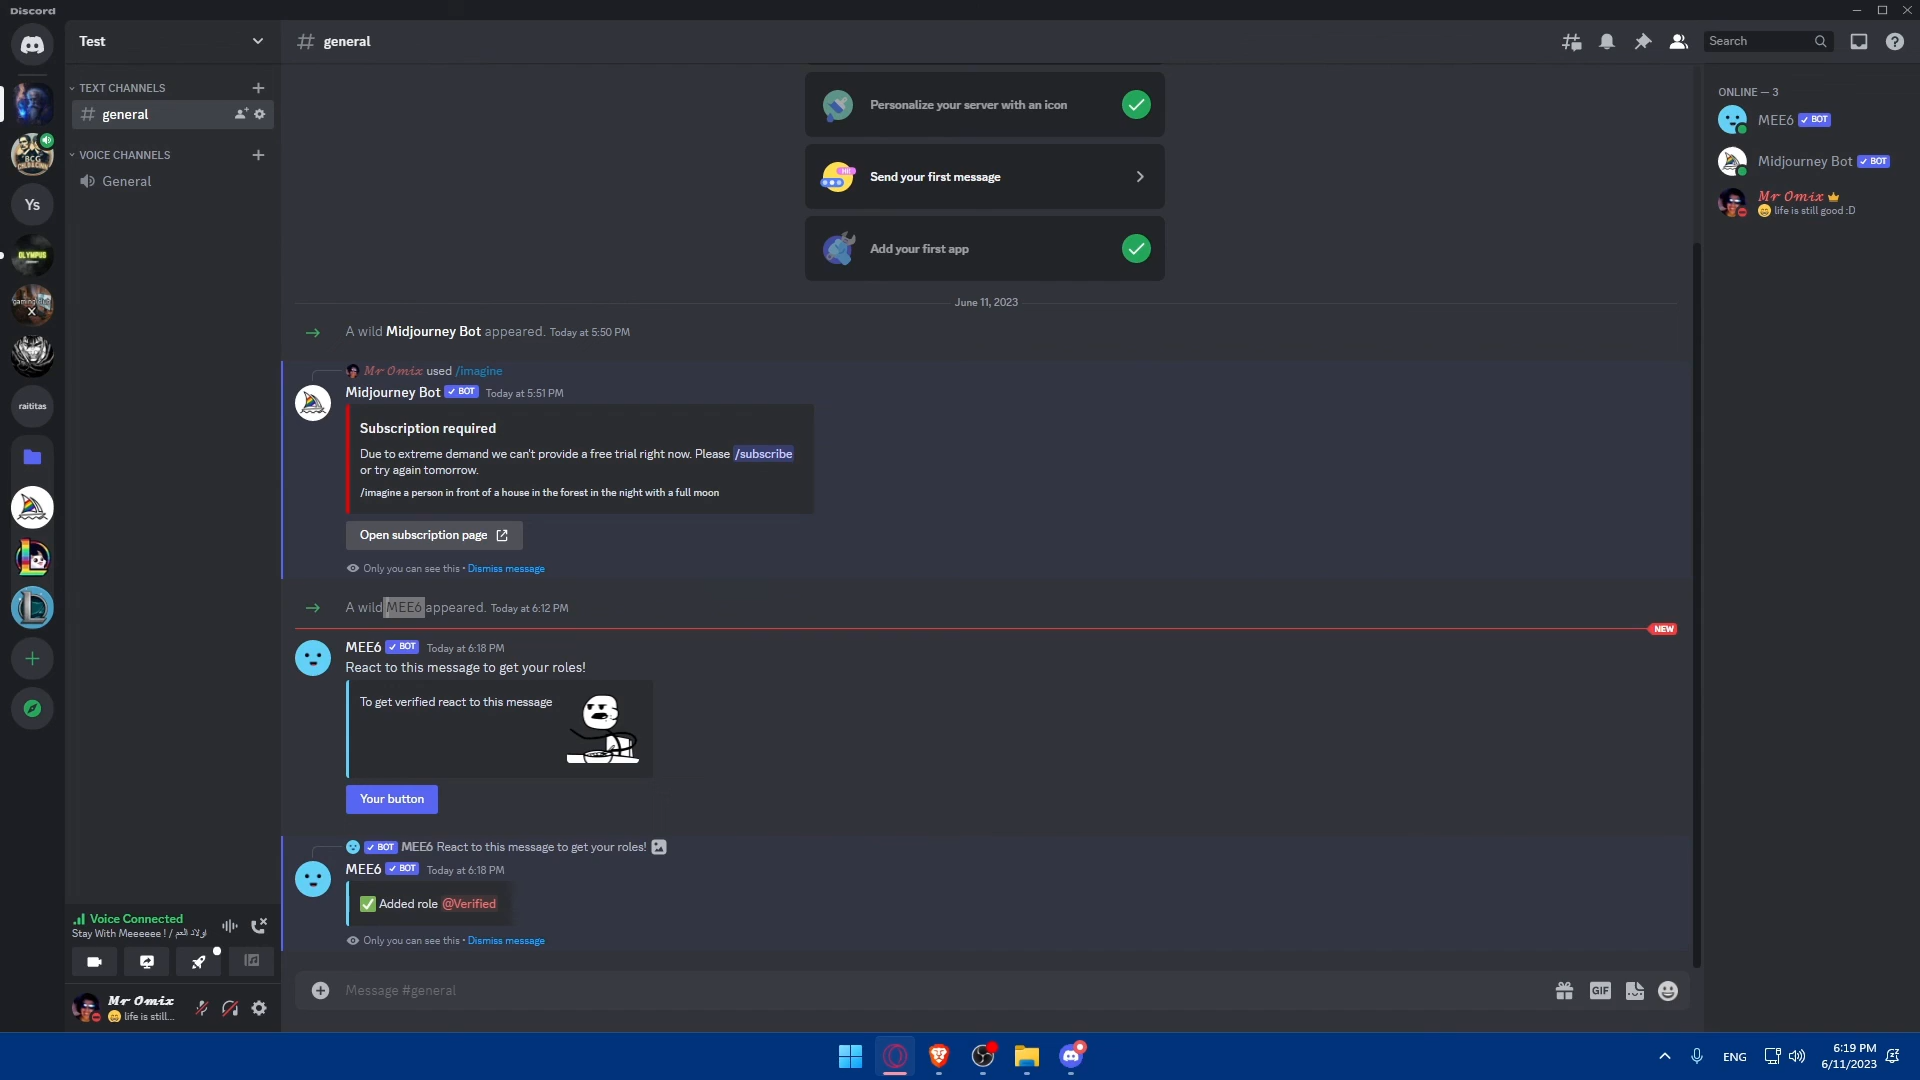 Discord
Test
general
Search
TEXT CHANNELS
general
VOICE CHANNELS
General
BCG
Ys
OLYMPUS
X
raititas
Personalize your server with an icon
Send your first message
Add your first app
June 11, 2023
A wild Midjourney Bot appeared. Today at 5:50 PM
Mr Omix used /imagine
Midjourney Bot ✓ BOT Today at 5:51 PM
Subscription required
Due to extreme demand we can't provide a free trial right now. Please /subscribe
or try again tomorrow.
/imagine a person in front of a house in the forest in the night with a full moon
Open subscription page
Only you can see this • Dismiss message
A wild MEE6 appeared. Today at 6:12 PM
NEW
MEE6 ✓ BOT Today at 6:18 PM
React to this message to get your roles!
To get verified react to this message
Your button
✓ BOT MEE6 React to this message to get your roles!
MEE6 ✓ BOT Today at 6:18 PM
✅ Added role @Verified
Only you can see this • Dismiss message
Message #general
GIF
ONLINE — 3
MEE6 ✓ BOT
Midjourney Bot ✓ BOT
Mr Omix
life is still good :D
Voice Connected
Stay With Meeeeee ! / اولاد العم
Mr Omix
life is still...
ENG
6:19 PM
6/11/2023